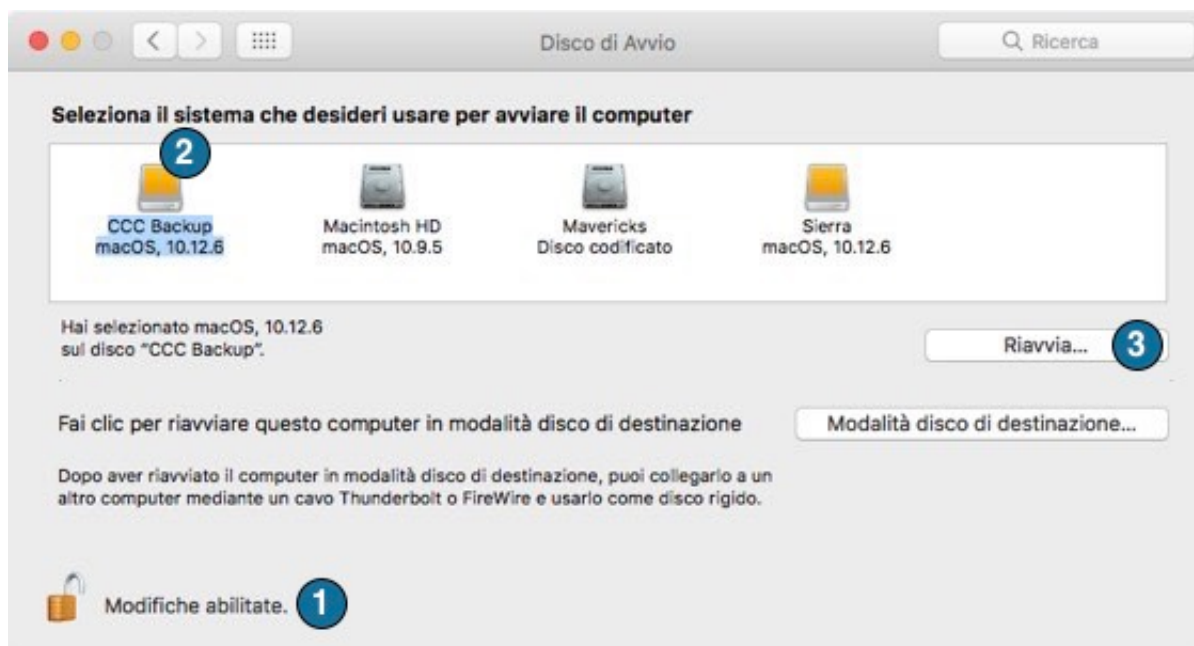 Disco di Avvio
Ricerca
Seleziona il sistema che desideri usare per avviare il computer
2
CCC Backup
macOS, 10.12.6
Macintosh HD
macOS, 10.9.5
Mavericks
Disco codificato
Sierra
macOS, 10.12.6
Hai selezionato macOS, 10.12.6
sul disco “CCC Backup”.
Riavvia... 3
Fai clic per riavviare questo computer in modalità disco di destinazione
Modalità disco di destinazione...
Dopo aver riavviato il computer in modalità disco di destinazione, puoi collegarlo a un
altro computer mediante un cavo Thunderbolt o FireWire e usarlo come disco rigido.
Modifiche abilitate. 1